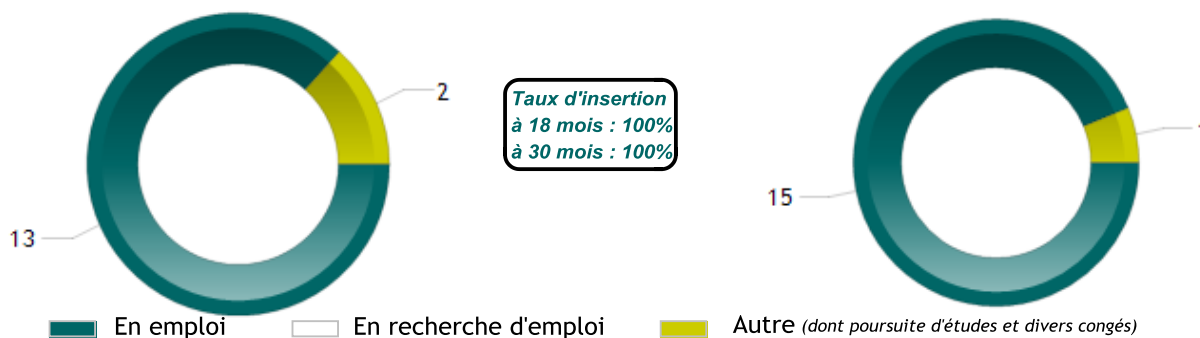 2
Taux d'insertion
à 18 mois : 100%
à 30 mois : 100%
15
13
En emploi
En recherche d'emploi
Autre (dont poursuite d'études et divers congés)